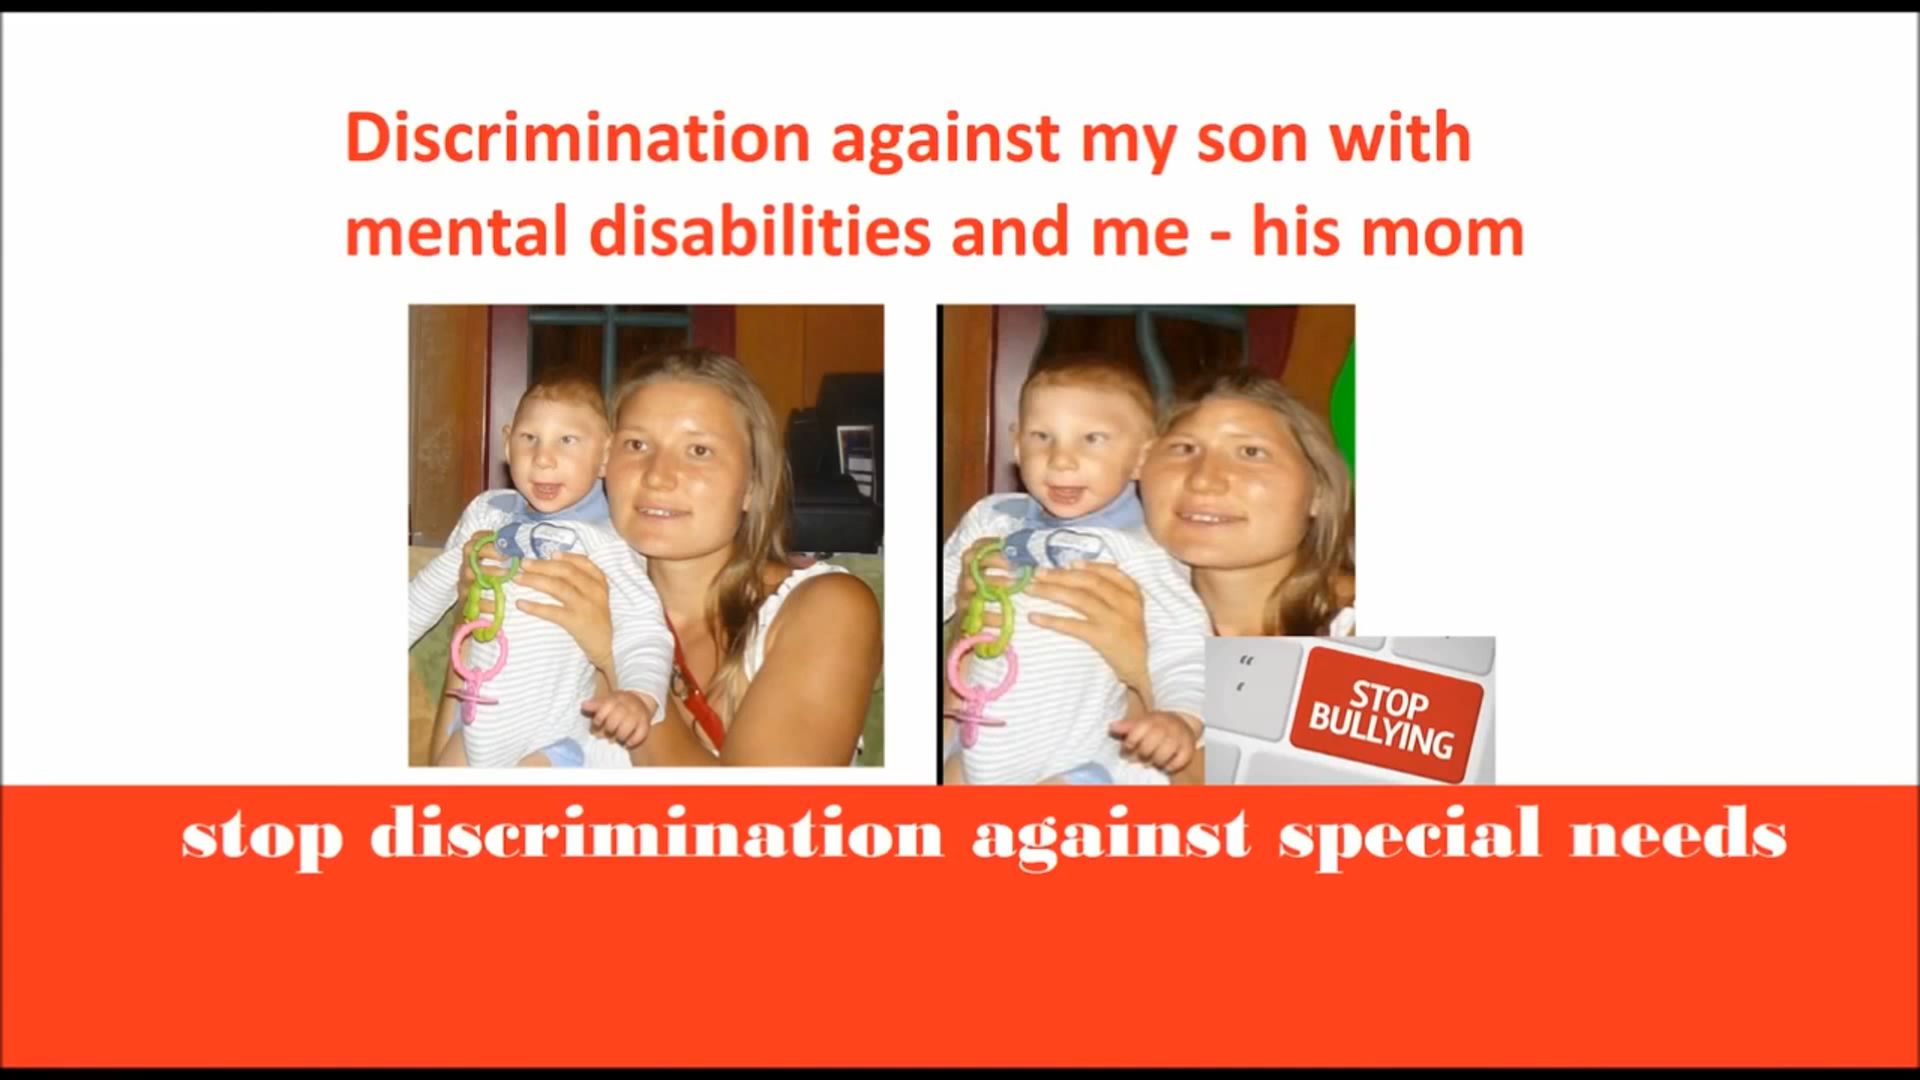 Discrimination against my son with
mental disabilities and me - his mom
STOP
BULLYING
stop discrimination against special needs